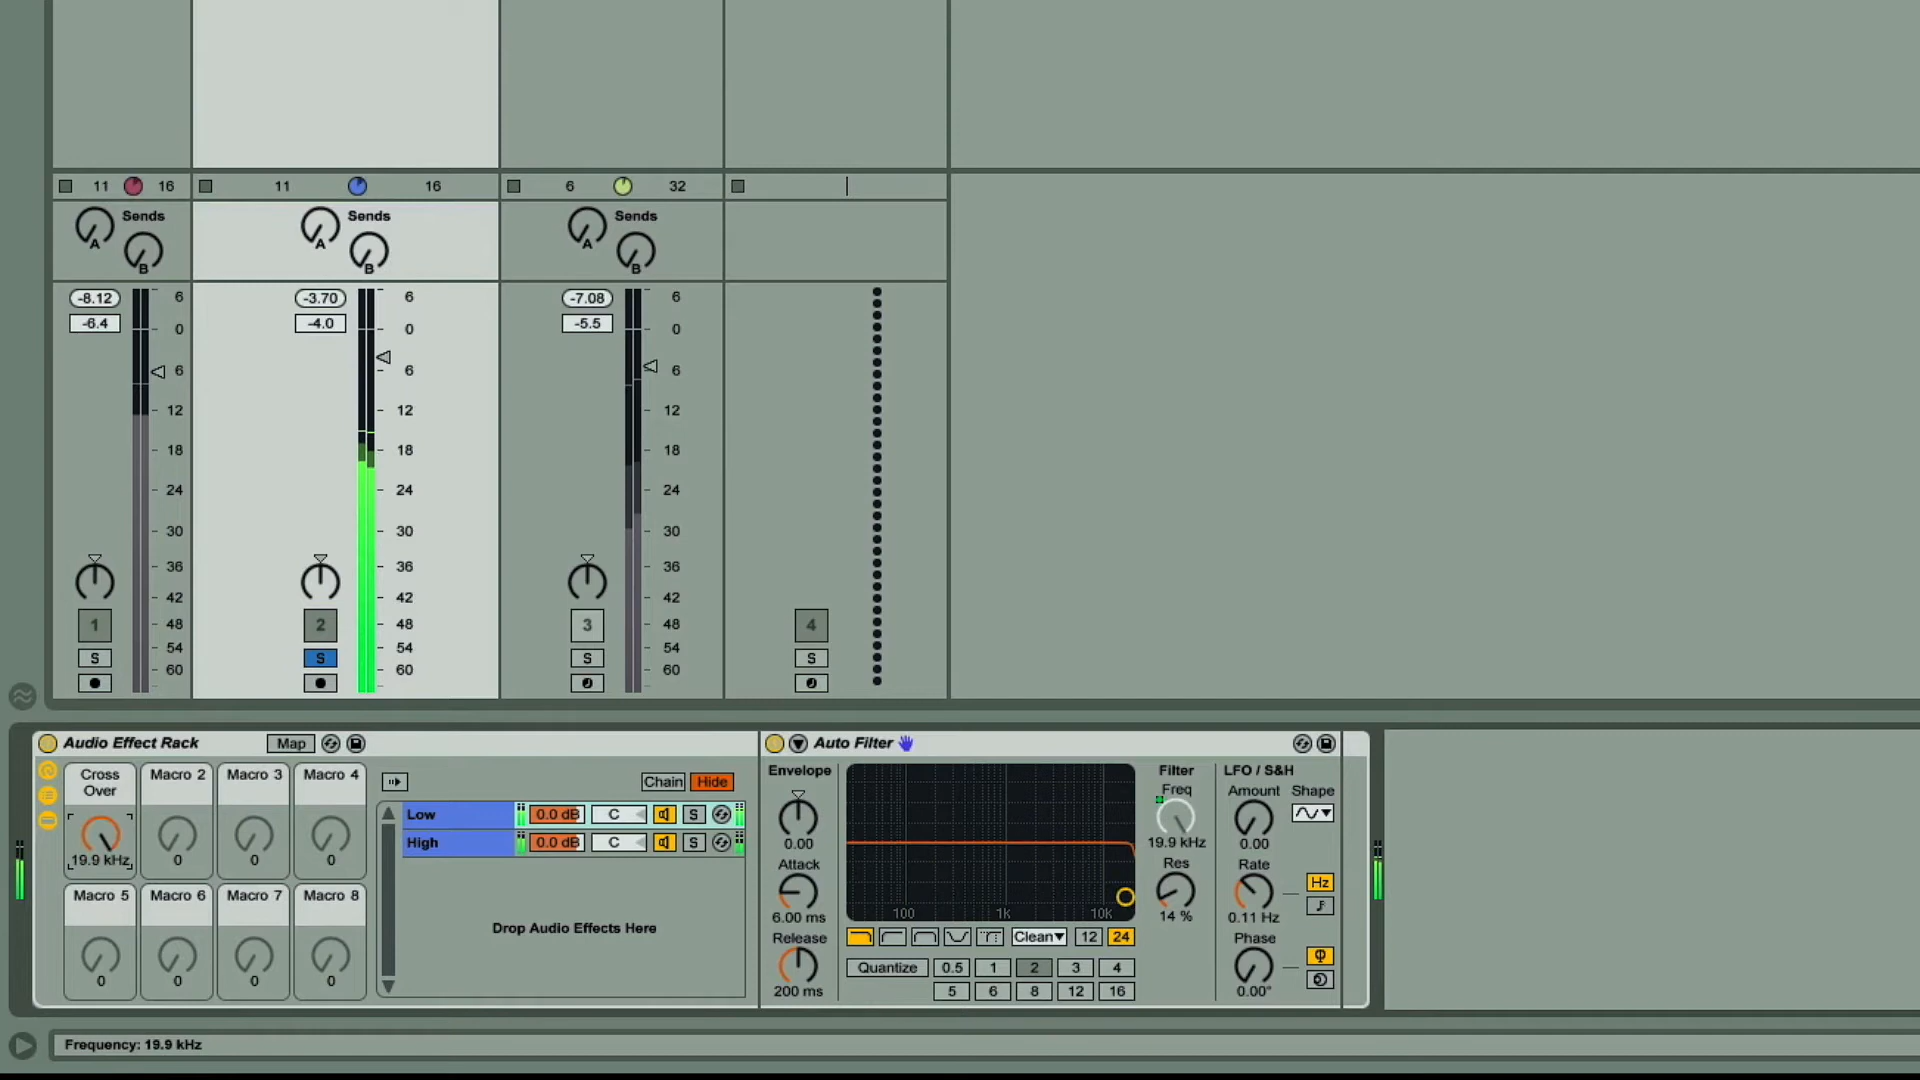 11 16 11 16 6 32
Sends Sends Sends
A A A
B B B
-8.12 6 -3.70 6 -7.08 6
-6.4 0 -4.0 0 -5.5 0
6 6 6
12 12 12
18 18 18
24 24 24
30 30 30
36 36 36
42 42 42
1 48 2 48 3 48 4
54 54 54
S 60 S 60 S 60 S
Audio Effect Rack Map
Cross Over Macro 2 Macro 3 Macro 4
19.9 kHz 0 0 0
Macro 5 Macro 6 Macro 7 Macro 8
0 0 0 0
Chain Hide
Low 0.0 dB C S
High 0.0 dB C S
Drop Audio Effects Here
Auto Filter
Envelope
0.00
Attack
6.00 ms
Release
200 ms
100 1k 10k
Clean 12 24
Quantize 0.5 1 2 3 4
5 6 8 12 16
Filter
Freq
19.9 kHz
Res
14 %
LFO / S&H
Amount Shape
0.00
Rate
Hz
0.11 Hz
Phase
0.00°
Frequency: 19.9 kHz